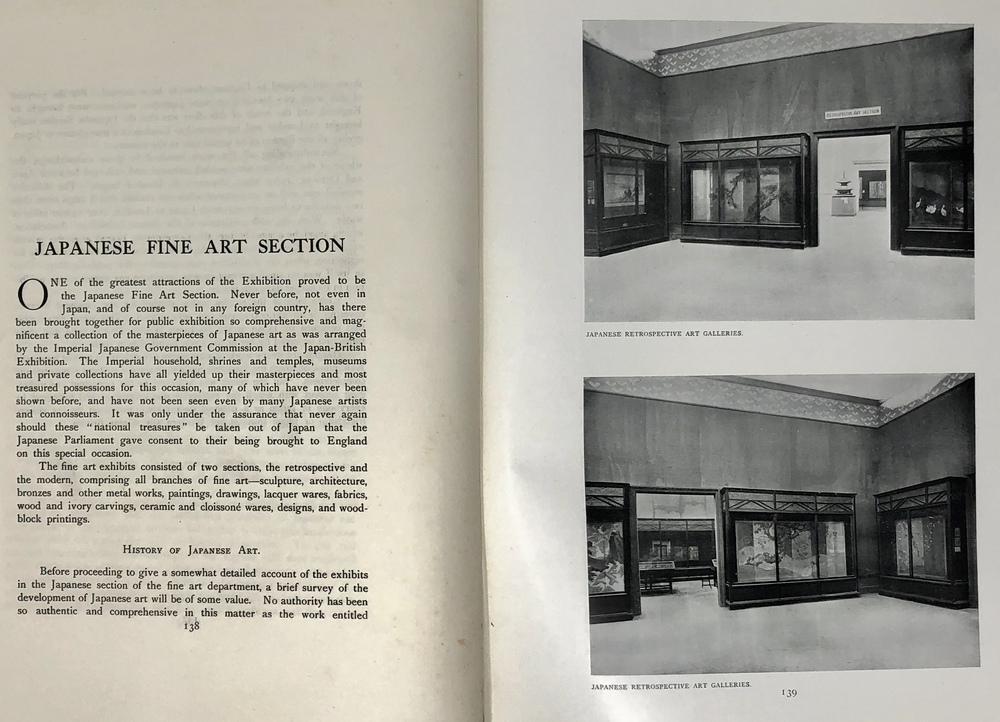 JAPANESE FINE ART SECTION
ONE of the greatest attractions of the Exhibition proved to be
the Japanese Fine Art Section. Never before, not even in
Japan, and of course not in any foreign country, has there
been brought together for public exhibition so comprehensive and mag-
nificent a collection of the masterpieces of Japanese art as was arranged
by the Imperial Japanese Government Commission at the Japan-British
Exhibition. The Imperial household, shrines and temples, museums
and private collections have all yielded up their masterpieces and most
treasured possessions for this occasion, many of which have never been
shown before, and have not been seen even by many Japanese artists
and connoisseurs. It was only under the assurance that never again
should these "national treasures" be taken out of Japan that the
Japanese Parliament gave consent to their being brought to England
on this special occasion.
The fine art exhibits consisted of two sections, the retrospective and
the modern, comprising all branches of fine art—sculpture, architecture,
bronzes and other metal works, paintings, drawings, lacquer wares, fabrics,
wood and ivory carvings, ceramic and cloissoné wares, designs, and wood-
block printings.
HISTORY OF JAPANESE ART.
Before proceeding to give a somewhat detailed account of the exhibits
in the Japanese section of the fine art department, a brief survey of the
development of Japanese art will be of some value. No authority has been
so authentic and comprehensive in this matter as the work entitled
138
RETROSPECTIVE ART SECTION
JAPANESE RETROSPECTIVE ART GALLERIES.
JAPANESE RETROSPECTIVE ART GALLERIES.
139